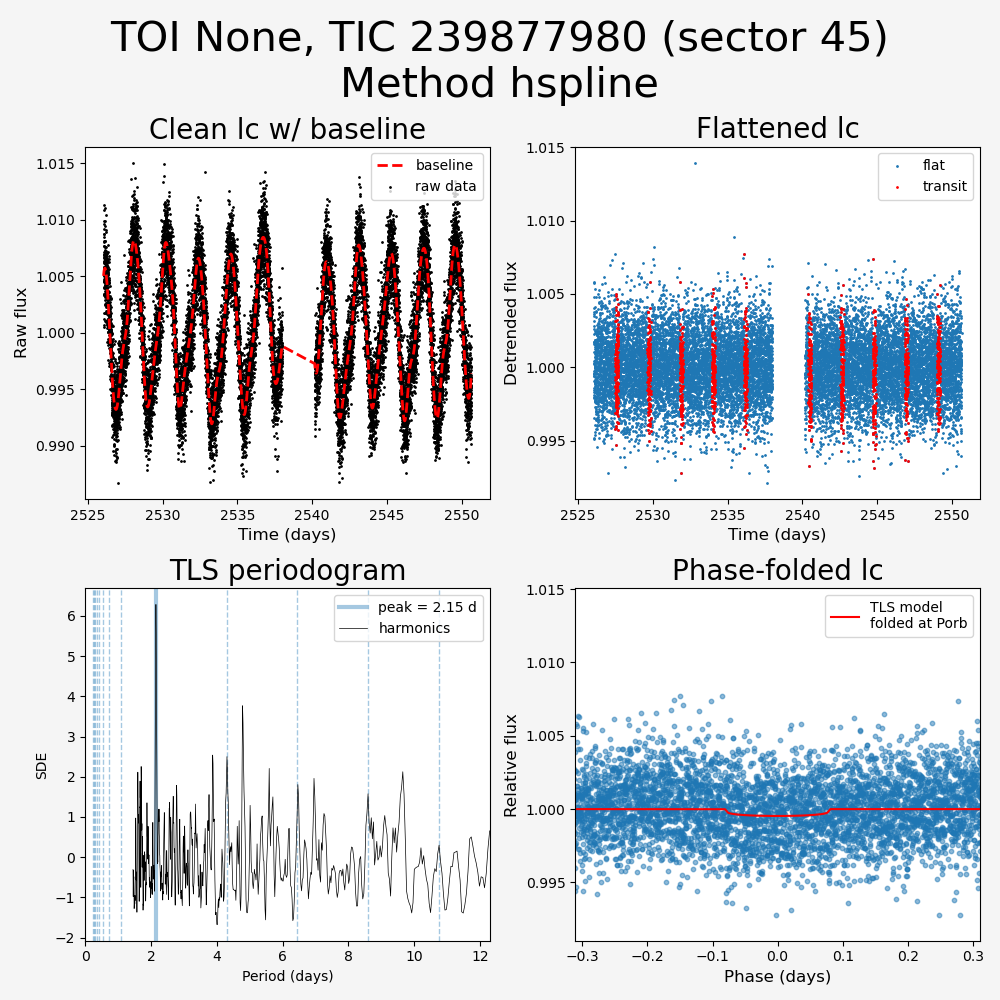 TOI None, TIC 239877980 (sector 45)
Method hspline
Clean lc w/ baseline
Raw flux
1.015
1.010
1.005
1.000
0.995
0.990
baseline
raw data
2525
2530
2535
2540
2545
2550
Time (days)
Flattened lc
Detrended flux
1.015
1.010
1.005
1.000
0.995
flat
transit
2525
2530
2535
2540
2545
2550
Time (days)
TLS periodogram
SDE
6
5
4
3
2
1
0
−1
−2
peak = 2.15 d
harmonics
0
2
4
6
8
10
12
Period (days)
Phase-folded lc
Relative flux
1.015
1.010
1.005
1.000
0.995
TLS model
folded at Porb
−0.3
−0.2
−0.1
0.0
0.1
0.2
0.3
Phase (days)